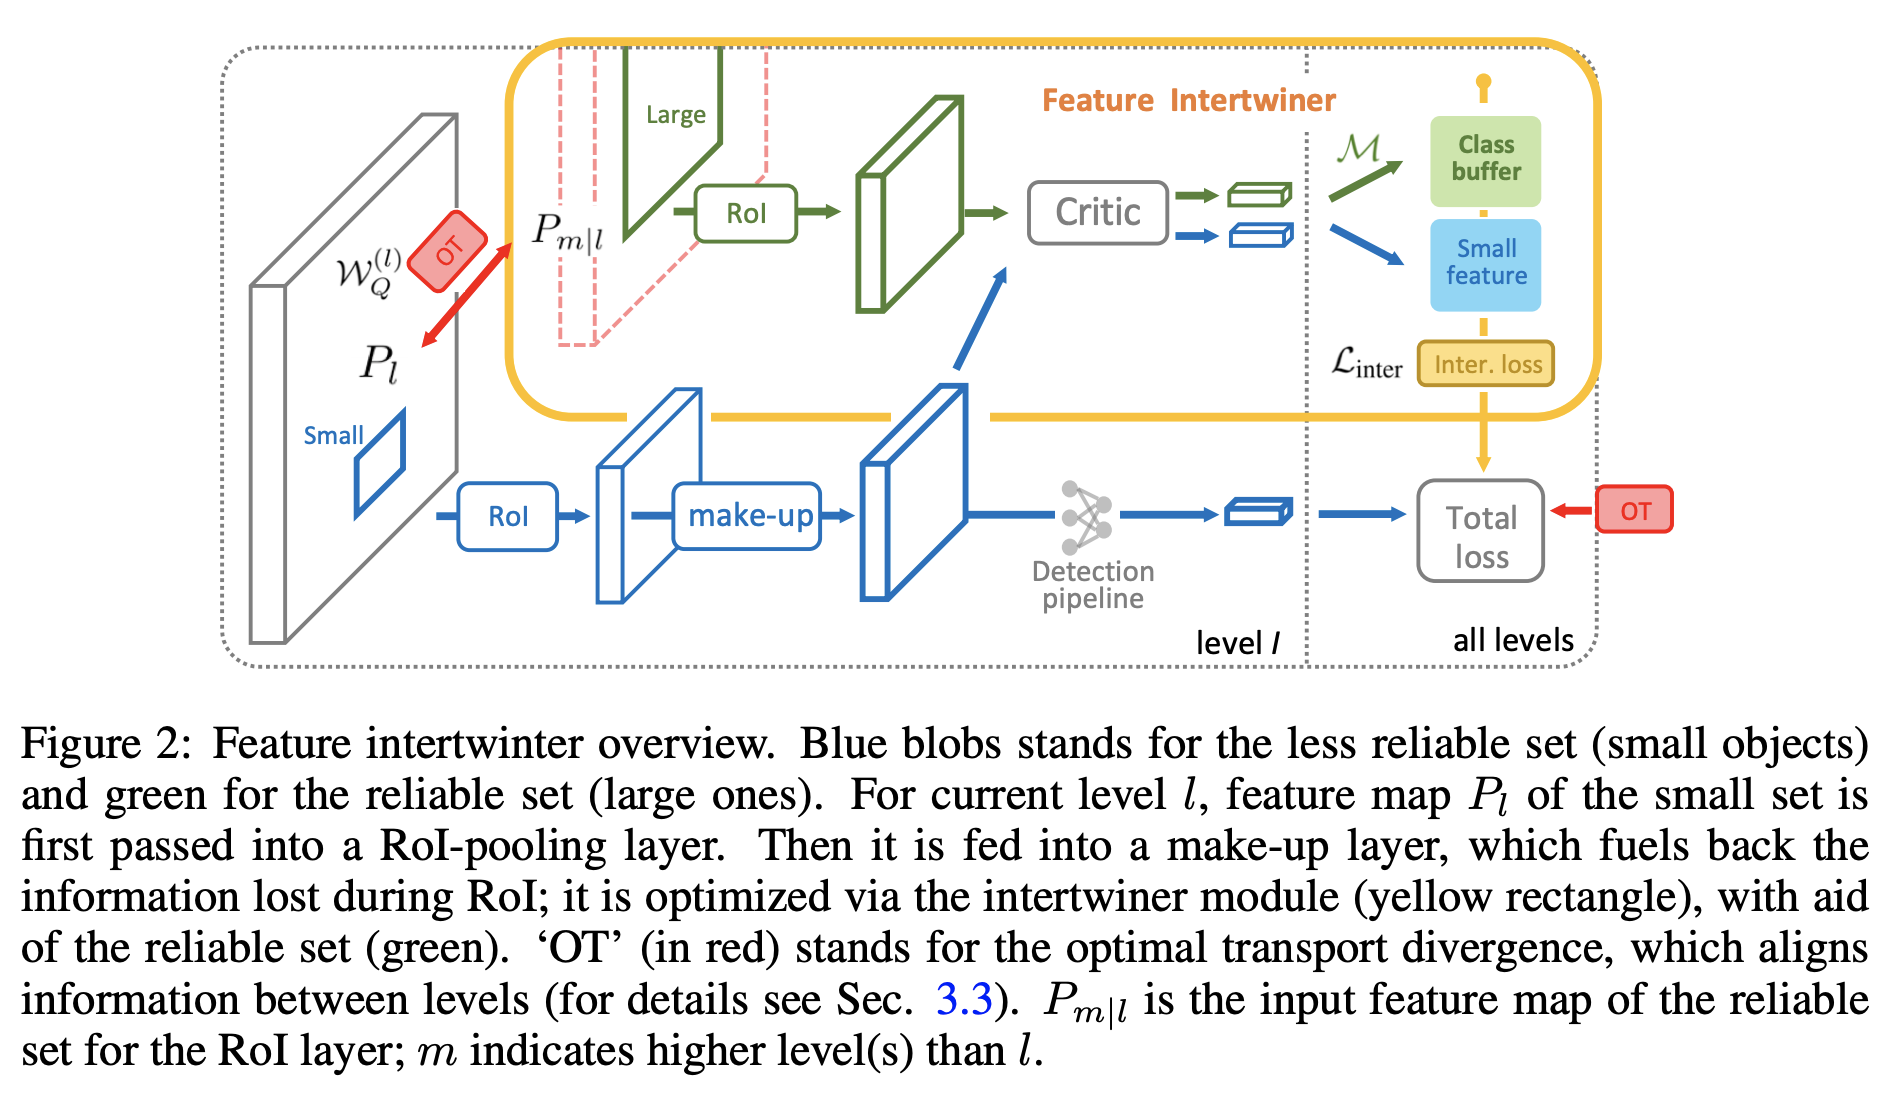 Large
Feature Intertwiner
ℳ
Class
buffer
P_{m|l}
RoI
Critic
𝒲_Q^{(l)}
OT
Small
feature
P_l
ℒ_inter
Inter. loss
Small
RoI
make-up
Detection
pipeline
Total
loss
OT
level l
all levels
Figure 2: Feature intertwinter overview. Blue blobs stands for the less reliable set (small objects)
and green for the reliable set (large ones). For current level l, feature map P_l of the small set is
first passed into a RoI-pooling layer. Then it is fed into a make-up layer, which fuels back the
information lost during RoI; it is optimized via the intertwiner module (yellow rectangle), with aid
of the reliable set (green). ‘OT’ (in red) stands for the optimal transport divergence, which aligns
information between levels (for details see Sec. 3.3). P_{m|l} is the input feature map of the reliable
set for the RoI layer; m indicates higher level(s) than l.